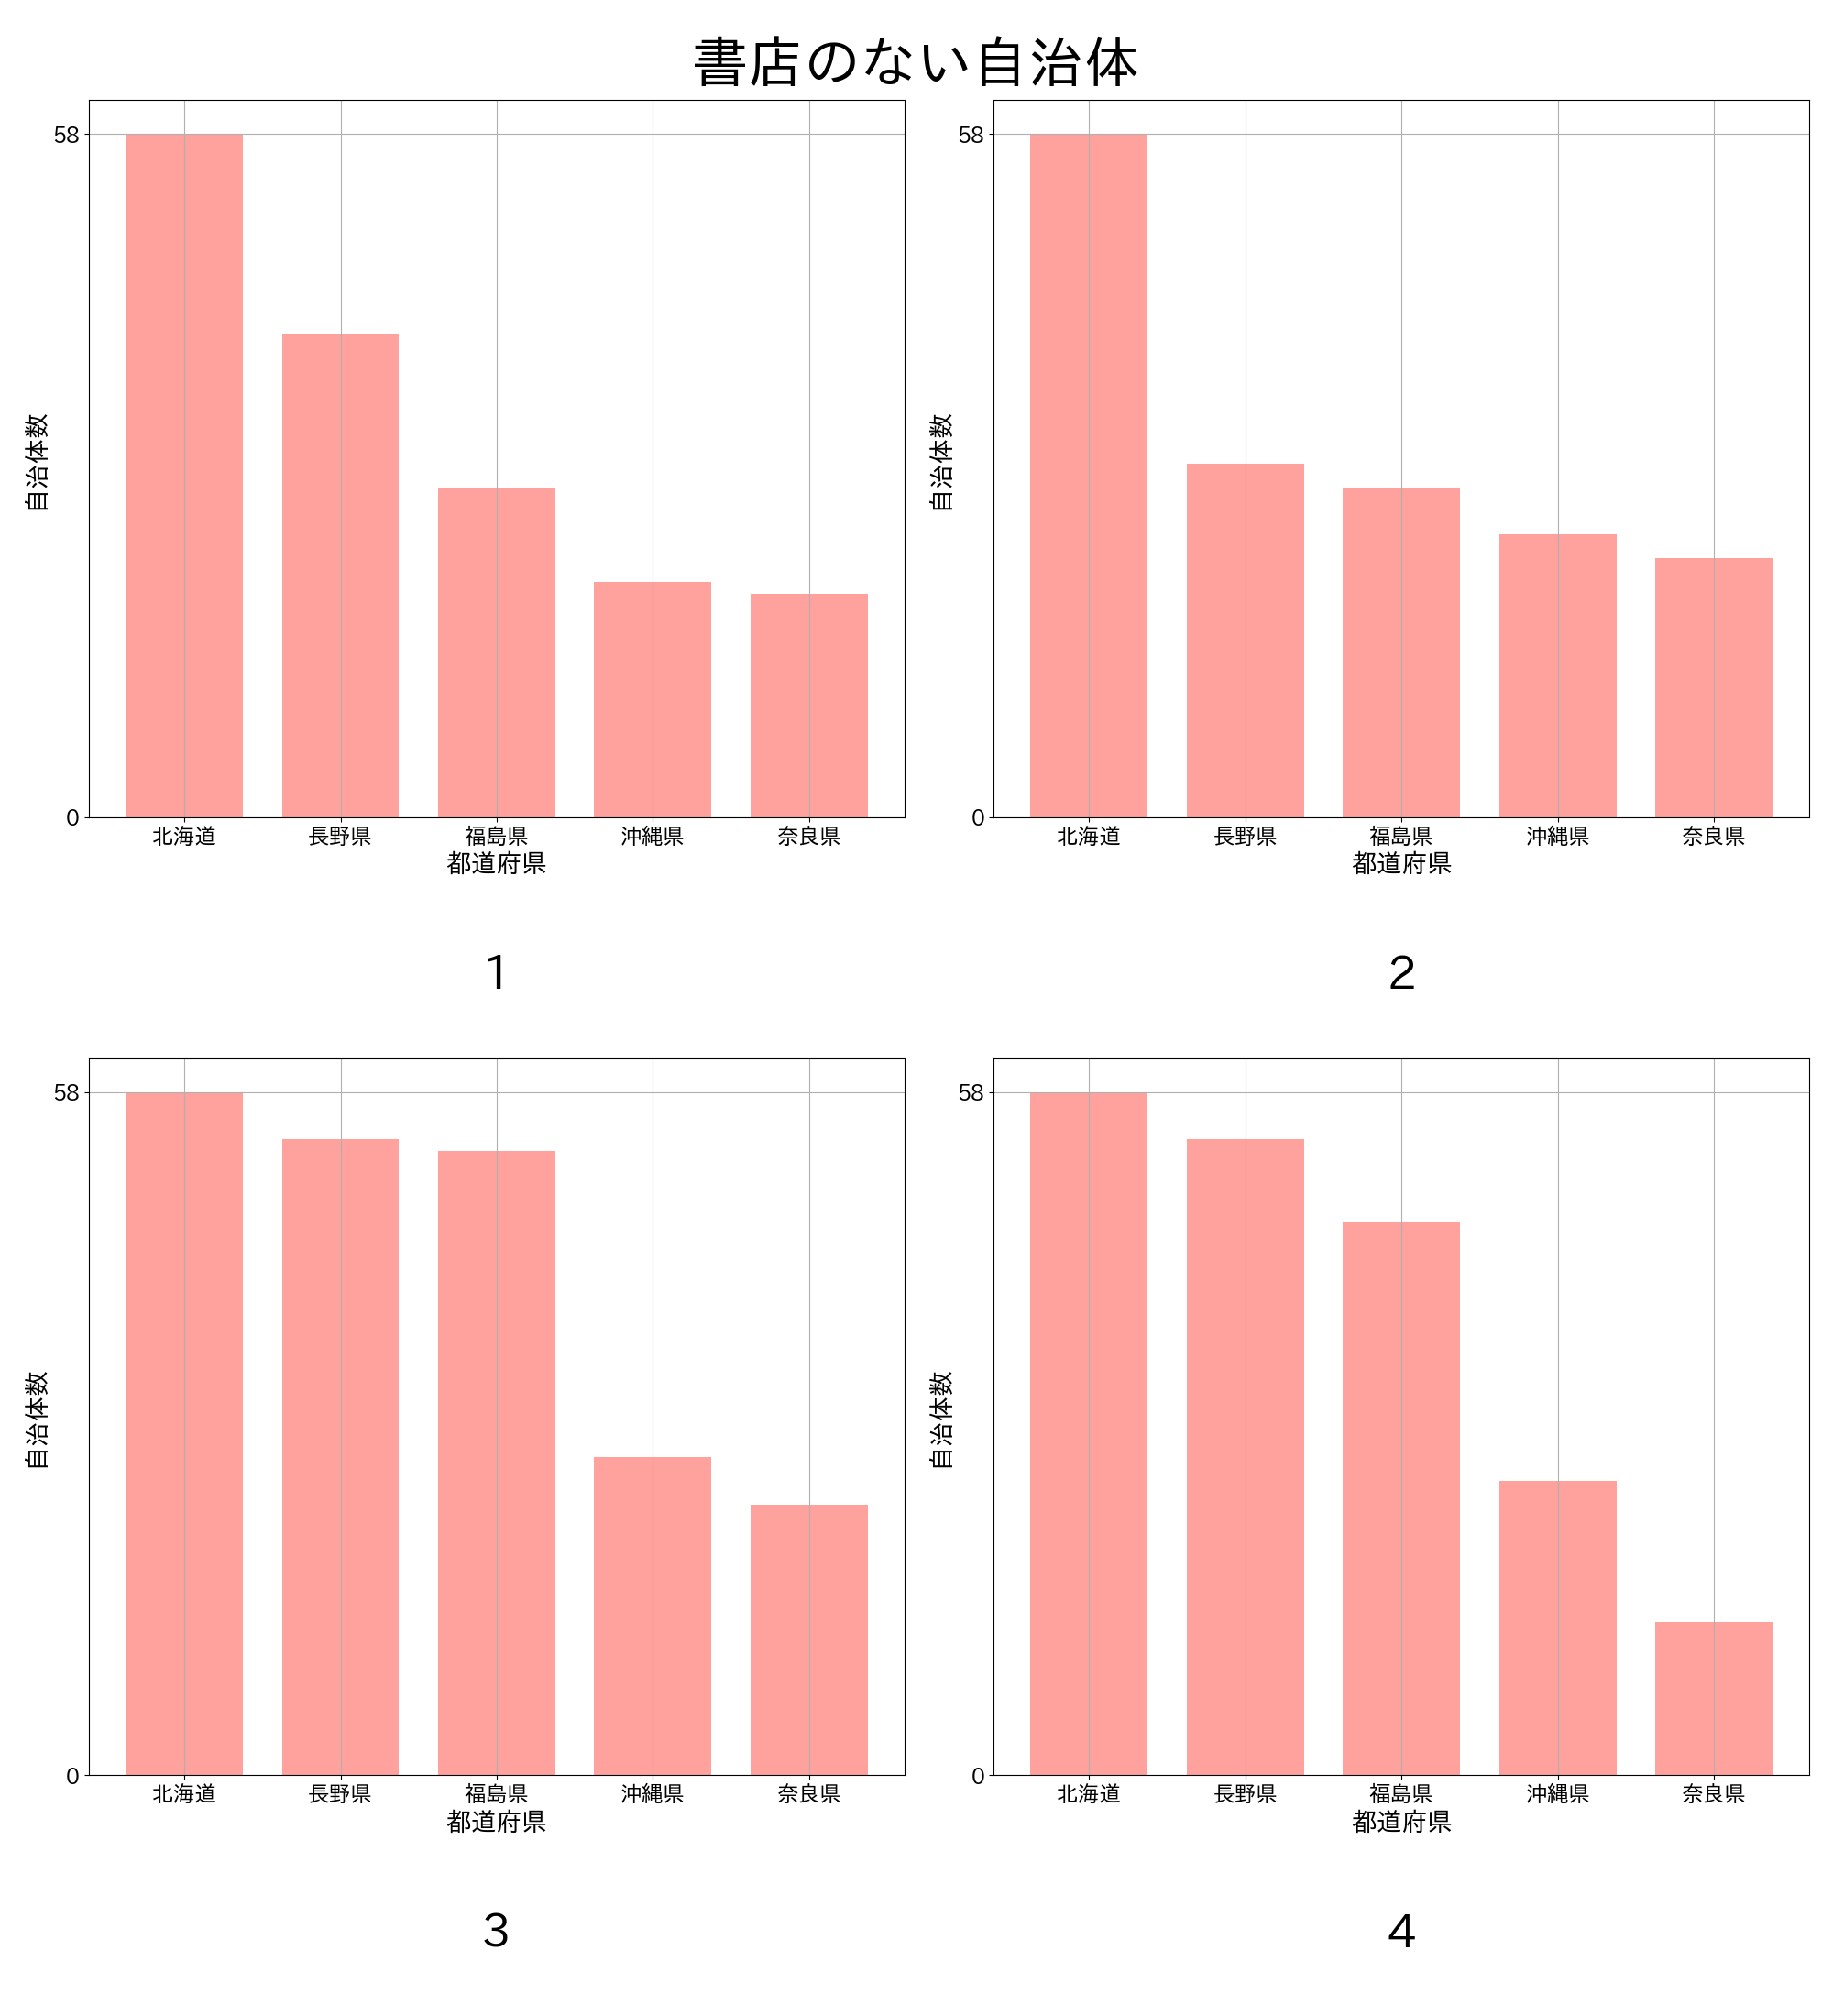 書店のない自治体
58
0
自治体数
北海道 長野県 福島県 沖縄県 奈良県
都道府県
1
58
0
自治体数
北海道 長野県 福島県 沖縄県 奈良県
都道府県
2
58
0
自治体数
北海道 長野県 福島県 沖縄県 奈良県
都道府県
3
58
0
自治体数
北海道 長野県 福島県 沖縄県 奈良県
都道府県
4